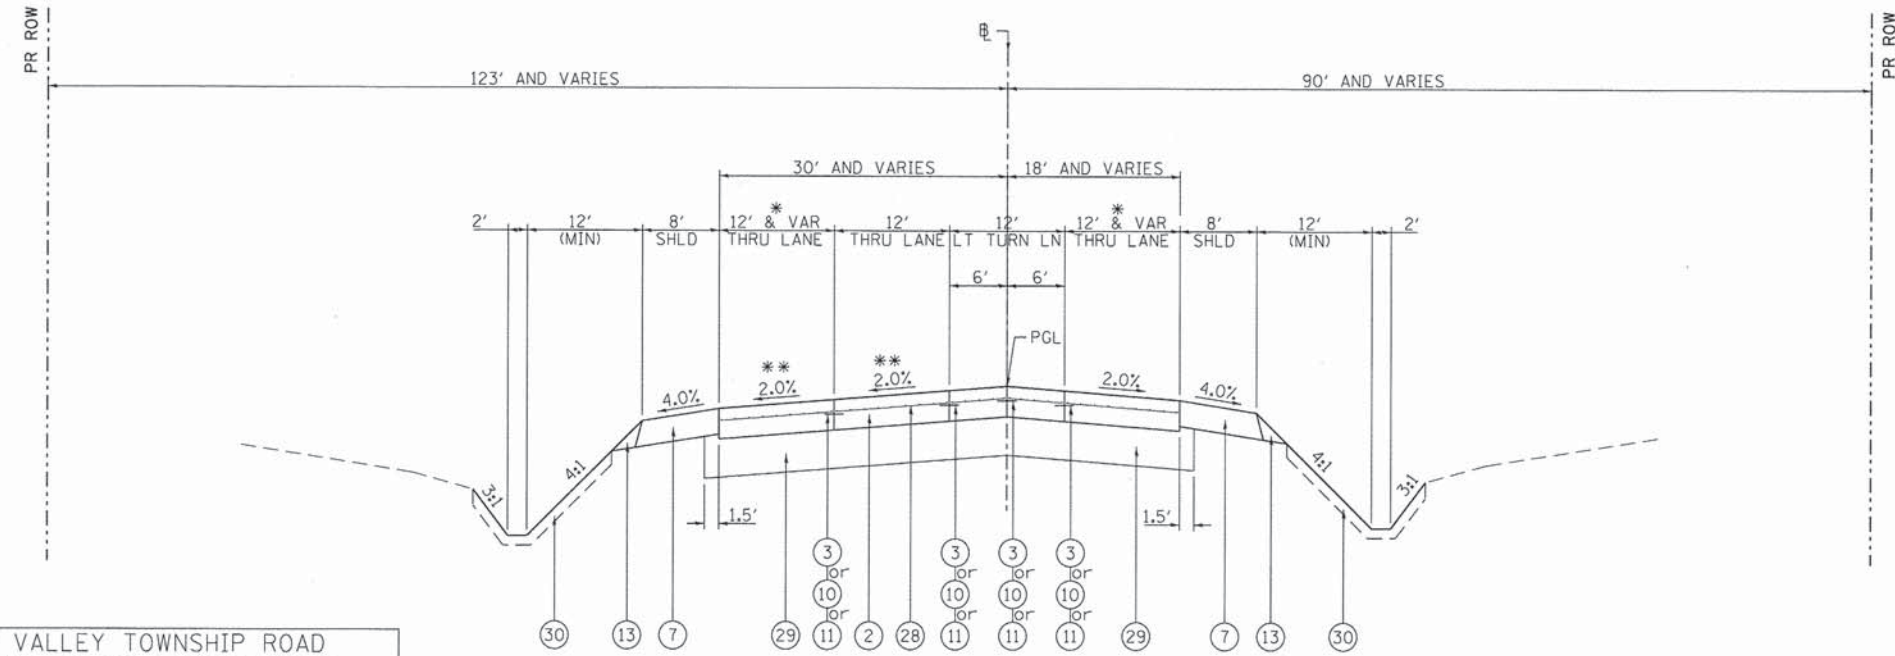 PR ROW
PR ROW
BL
123' AND VARIES
90' AND VARIES
30' AND VARIES
18' AND VARIES
2'
12'
(MIN)
8'
SHLD
*
12' & VAR
THRU LANE
12'
THRU LANE
12'
LT TURN LN
*
12' & VAR
THRU LANE
8'
SHLD
12'
(MIN)
2'
6'
6'
PGL
4.0%
**
2.0%
**
2.0%
2.0%
4.0%
3:1
4:1
4:1
3:1
1.5'
1.5'
3
or
10
or
11
3
or
10
or
11
3
or
10
or
11
3
or
10
or
11
30
13
7
29
2
28
29
7
13
30
VALLEY TOWNSHIP ROAD